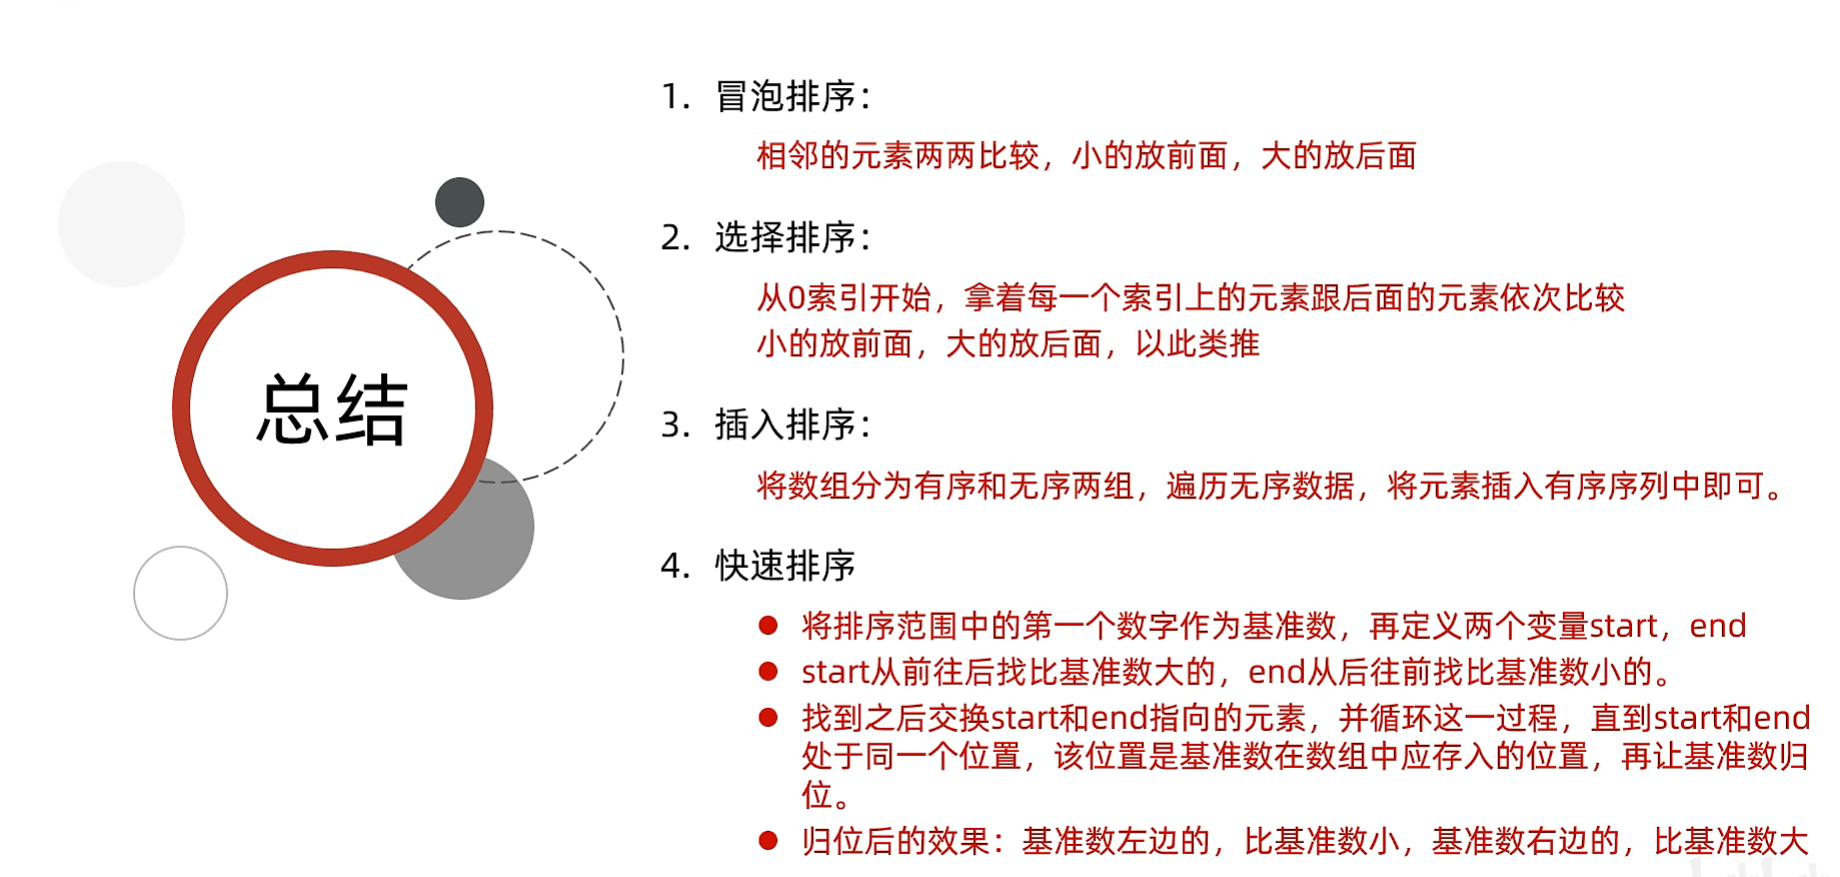 总结
1. 冒泡排序：
相邻的元素两两比较，小的放前面，大的放后面
2. 选择排序：
从0索引开始，拿着每一个索引上的元素跟后面的元素依次比较
小的放前面，大的放后面，以此类推
3. 插入排序：
将数组分为有序和无序两组，遍历无序数据，将元素插入有序序列中即可。
4. 快速排序
将排序范围中的第一个数字作为基准数，再定义两个变量start，end
start从前往后找比基准数大的，end从后往前找比基准数小的。
找到之后交换start和end指向的元素，并循环这一过程，直到start和end
处于同一个位置，该位置是基准数在数组中应存入的位置，再让基准数归
位。
归位后的效果：基准数左边的，比基准数小，基准数右边的，比基准数大